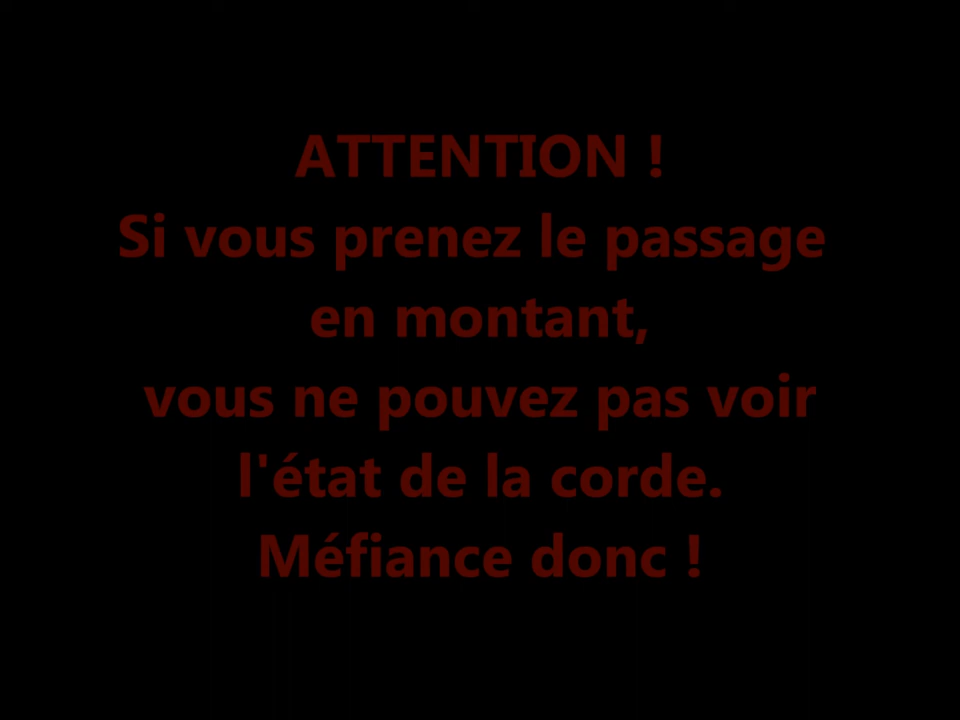 ATTENTION !
Si vous prenez le passage
en montant,
vous ne pouvez pas voir
l'état de la corde.
Méfiance donc !